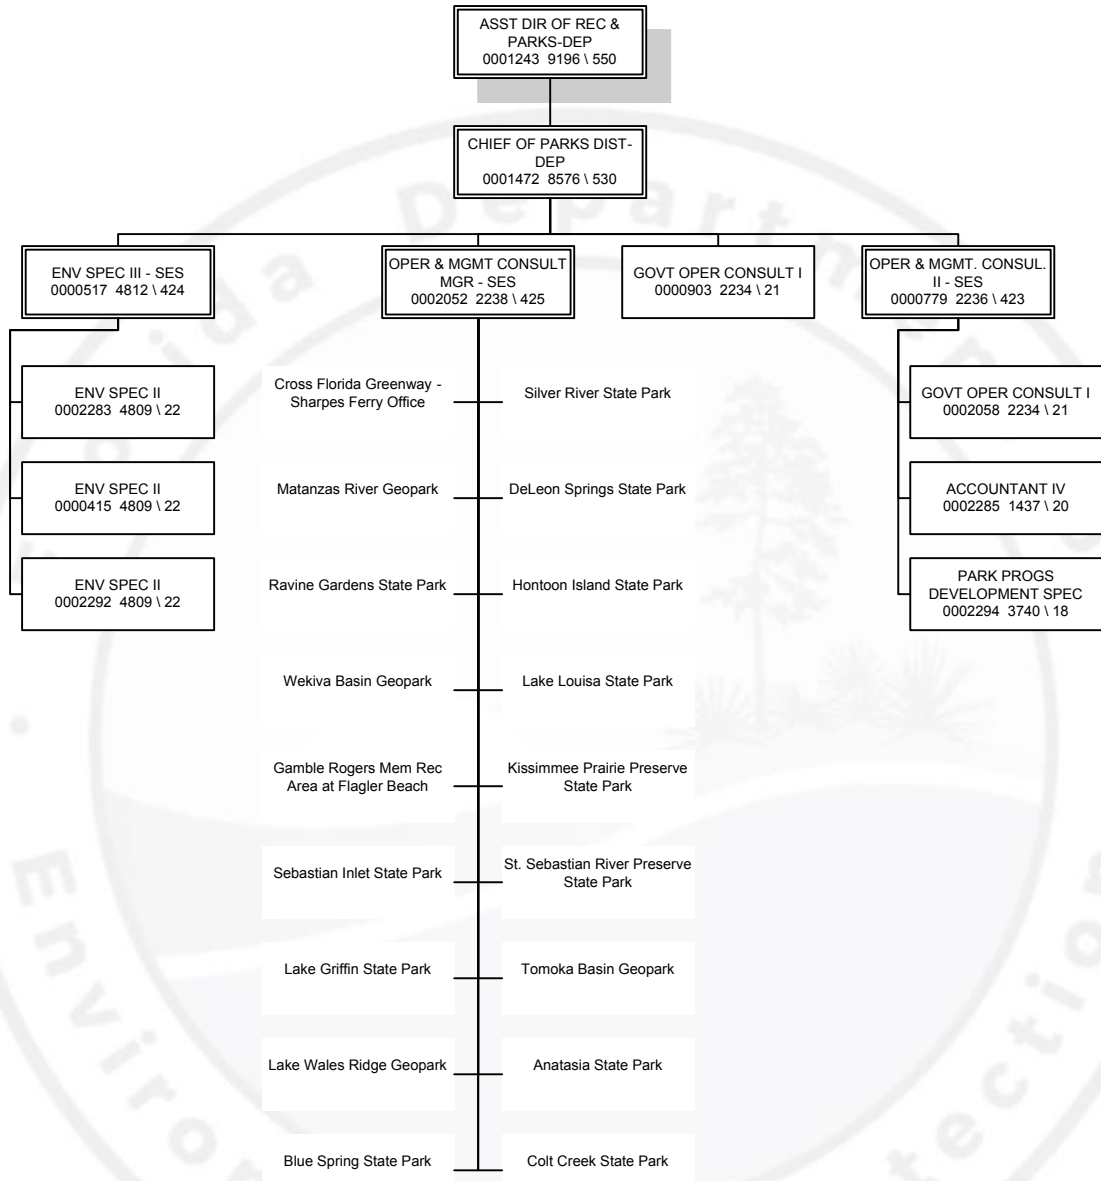 ASST DIR OF REC &
PARKS-DEP
0001243 9196 \ 550
CHIEF OF PARKS DIST-
DEP
0001472 8576 \ 530
ENV SPEC III - SES
0000517 4812 \ 424
OPER & MGMT CONSULT
MGR - SES
0002052 2238 \ 425
GOVT OPER CONSULT I
0000903 2234 \ 21
OPER & MGMT. CONSUL.
II - SES
0000779 2236 \ 423
ENV SPEC II
0002283 4809 \ 22
ENV SPEC II
0000415 4809 \ 22
ENV SPEC II
0002292 4809 \ 22
Cross Florida Greenway -
Sharpes Ferry Office
Silver River State Park
Matanzas River Geopark
DeLeon Springs State Park
Ravine Gardens State Park
Hontoon Island State Park
Wekiva Basin Geopark
Lake Louisa State Park
Gamble Rogers Mem Rec
Area at Flagler Beach
Kissimmee Prairie Preserve
State Park
Sebastian Inlet State Park
St. Sebastian River Preserve
State Park
Lake Griffin State Park
Tomoka Basin Geopark
Lake Wales Ridge Geopark
Anatasia State Park
Blue Spring State Park
Colt Creek State Park
GOVT OPER CONSULT I
0002058 2234 \ 21
ACCOUNTANT IV
0002285 1437 \ 20
PARK PROGS
DEVELOPMENT SPEC
0002294 3740 \ 18